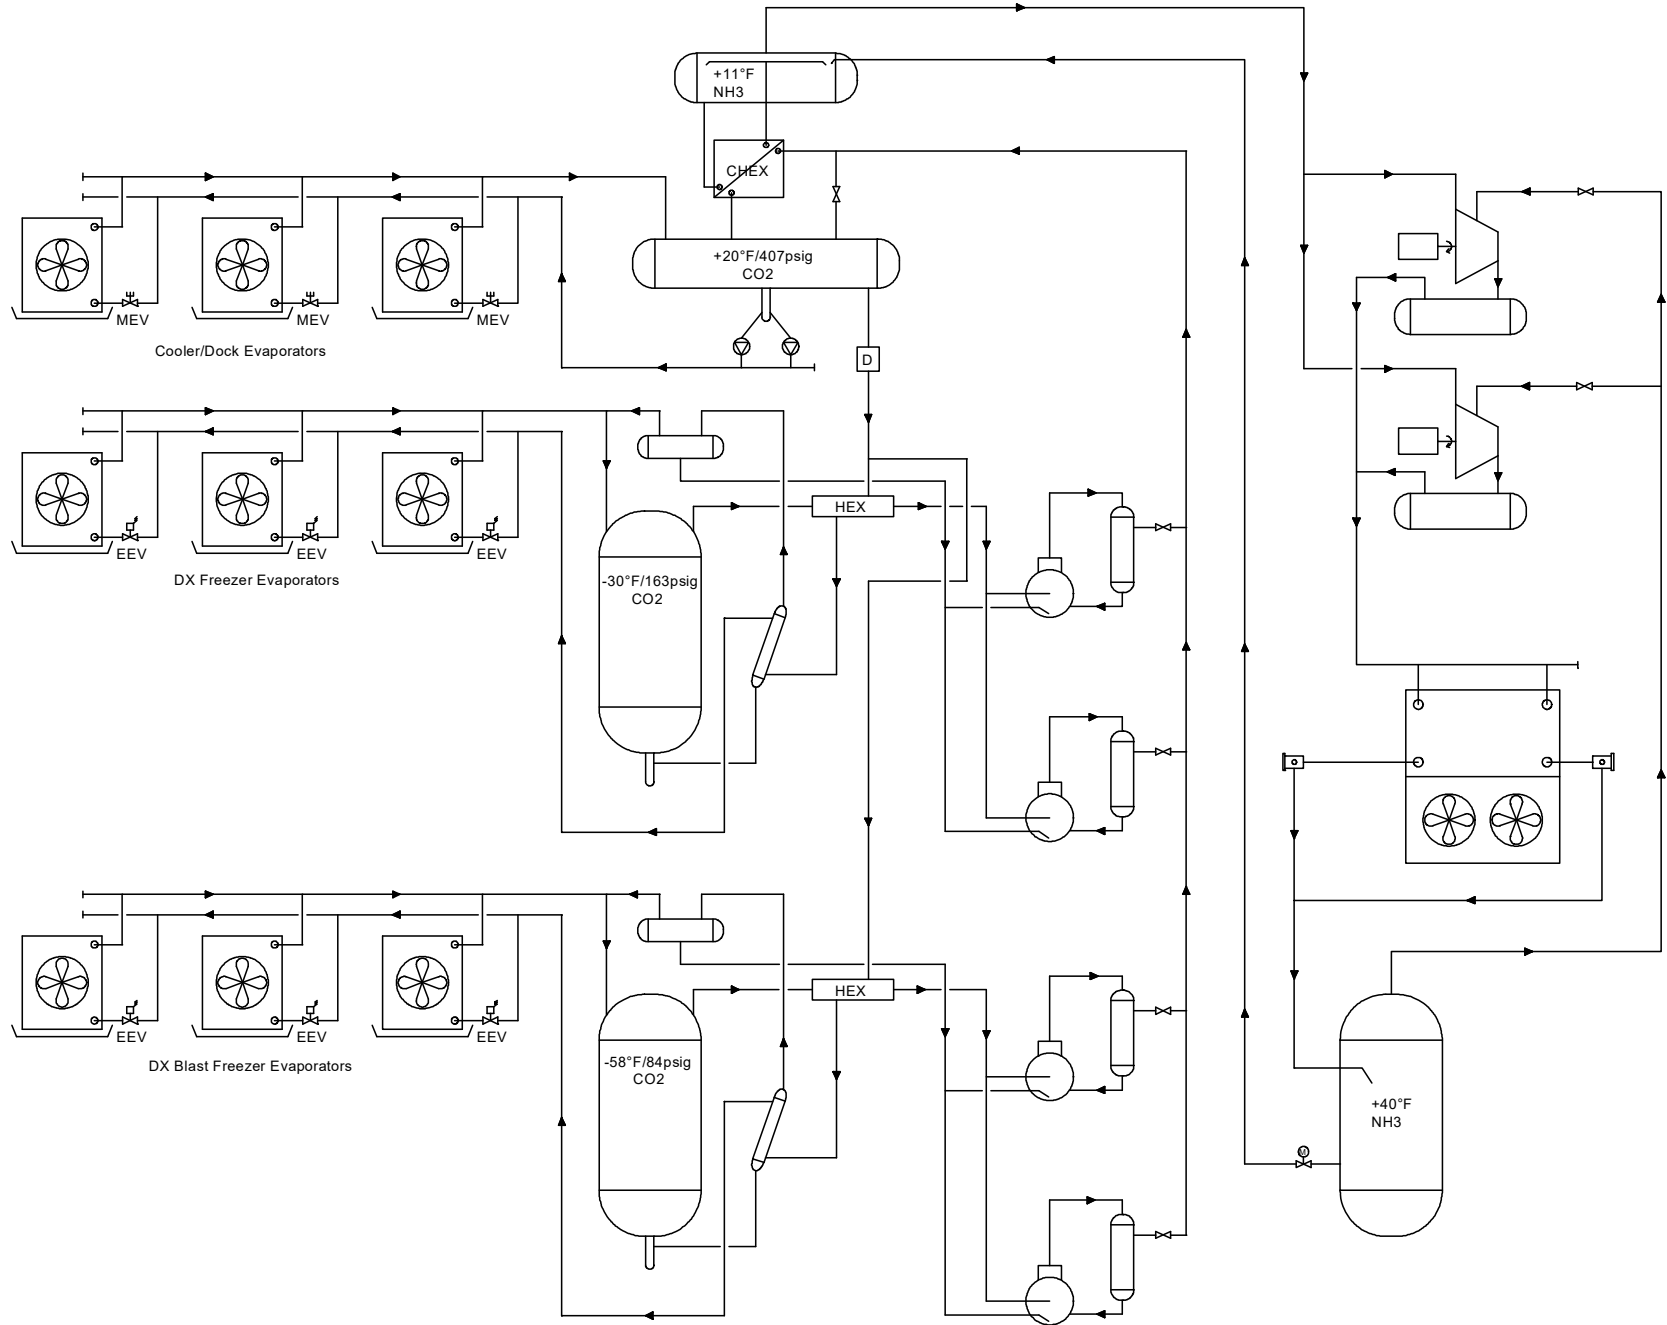 +11°F
NH3
CHEX
+20°F/407psig
CO2
MEV
MEV
MEV
Cooler/Dock Evaporators
D
HEX
EEV
EEV
EEV
DX Freezer Evaporators
-30°F/163psig
CO2
HEX
EEV
EEV
EEV
DX Blast Freezer Evaporators
-58°F/84psig
CO2
+40°F
NH3
M